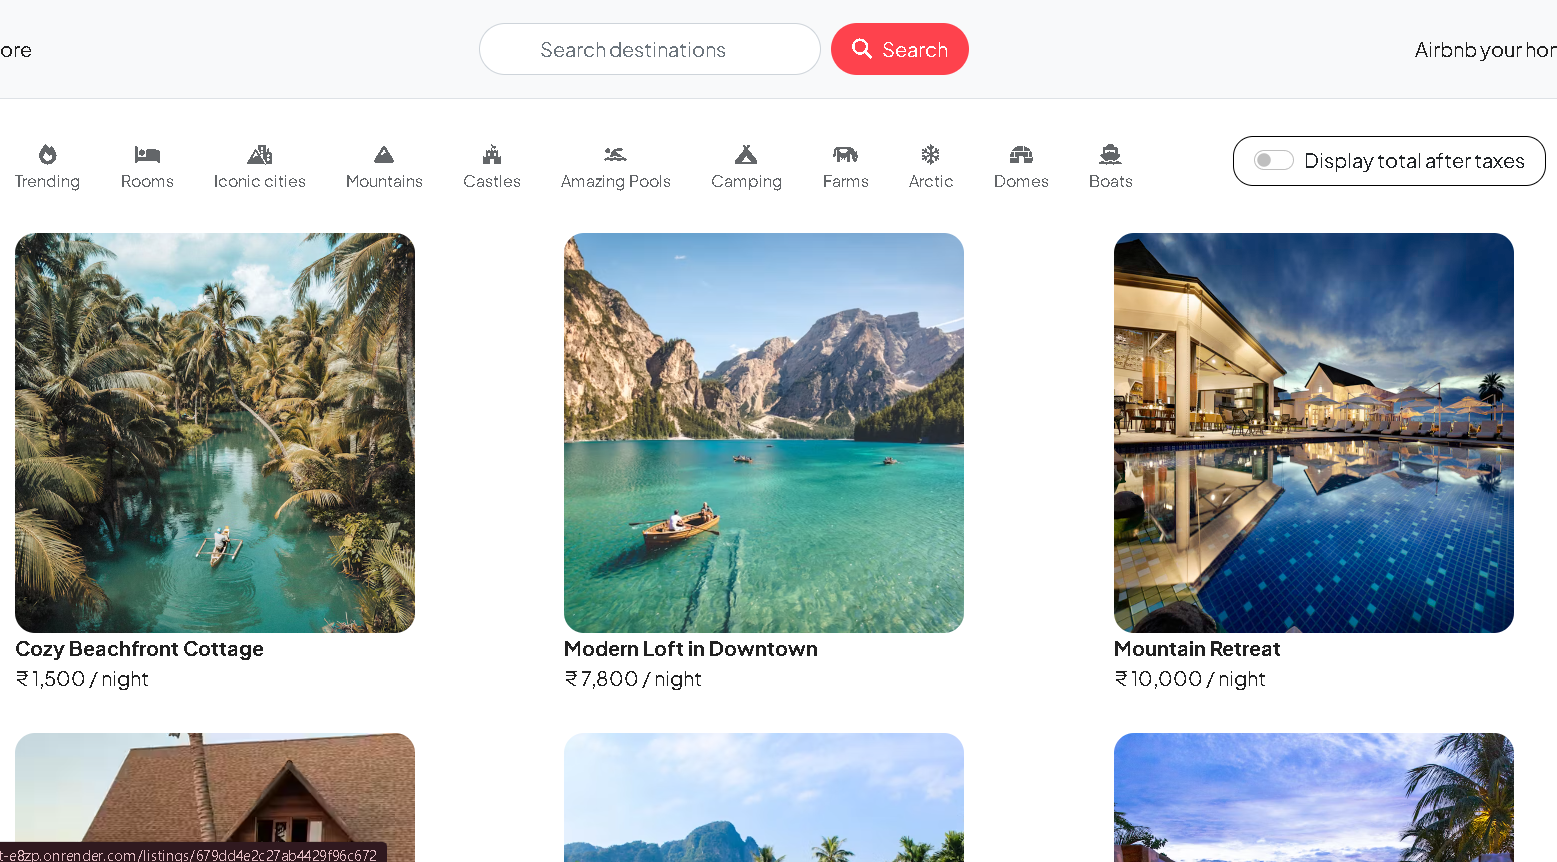 ore
Search destinations
Search
Airbnb your hor
Trending
Rooms
Iconic cities
Mountains
Castles
Amazing Pools
Camping
Farms
Arctic
Domes
Boats
Display total after taxes
Cozy Beachfront Cottage
₹ 1,500 / night
Modern Loft in Downtown
₹ 7,800 / night
Mountain Retreat
₹ 10,000 / night
t-e8zp.onrender.com/listings/679dd4e2c27ab4429f96c672